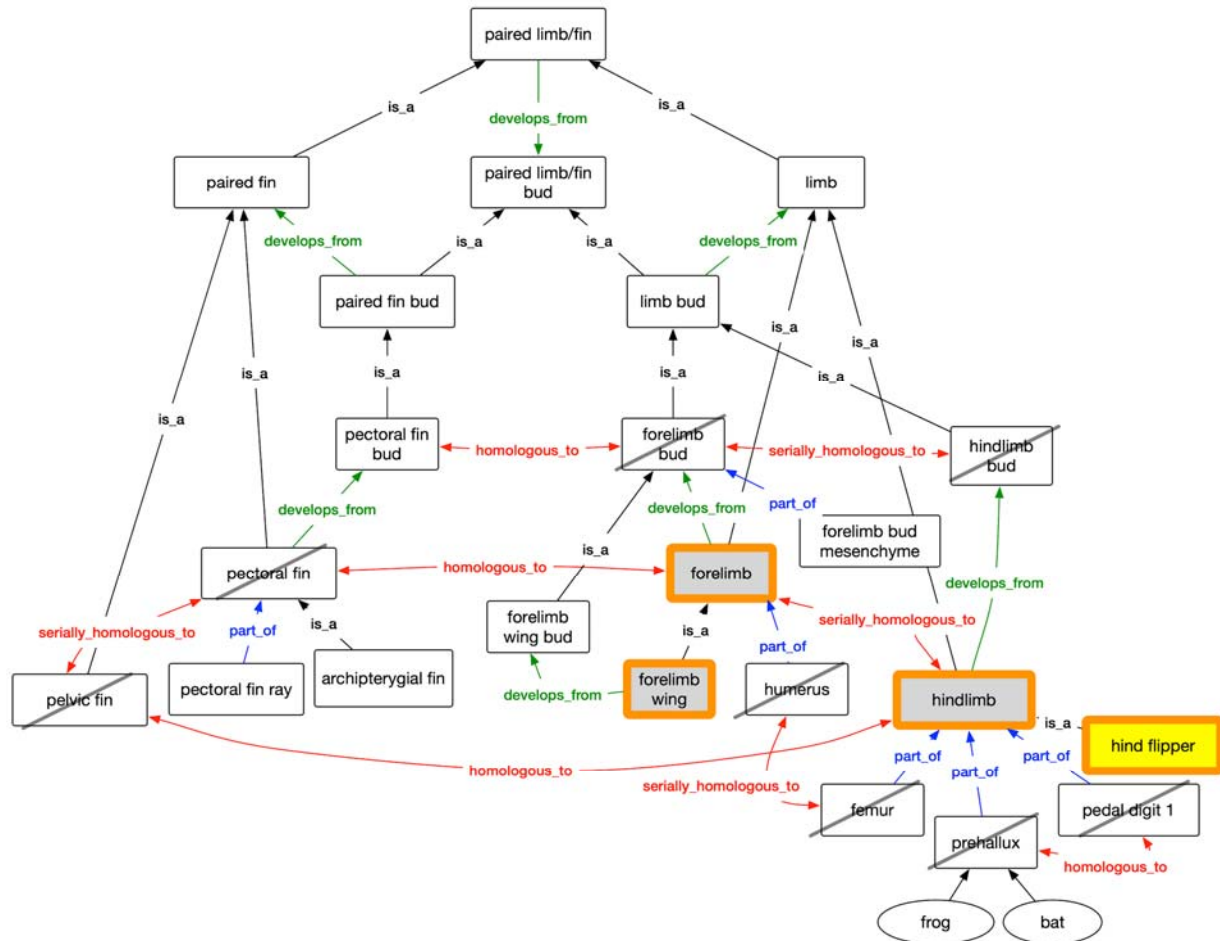 paired limb/fin
is_a
develops_from
is_a
paired fin
paired limb/fin
bud
limb
develops_from
is_a
is_a
develops_from
paired fin bud
limb bud
is_a
is_a
is_a
is_a
is_a
is_a
is_a
pectoral fin
bud
homologous_to
forelimb
bud
serially_homologous_to
hindlimb
bud
develops_from
develops_from
part_of
forelimb bud
mesenchyme
is_a
pectoral fin
homologous_to
forelimb
develops_from
serially_homologous_to
part_of
is_a
forelimb
wing bud
is_a
part_of
serially_homologous_to
pelvic fin
pectoral fin ray
archipterygial fin
develops_from
forelimb
wing
humerus
hindlimb
is_a
hind flipper
homologous_to
serially_homologous_to
part_of
part_of
part_of
femur
prehallux
pedal digit 1
homologous_to
frog
bat